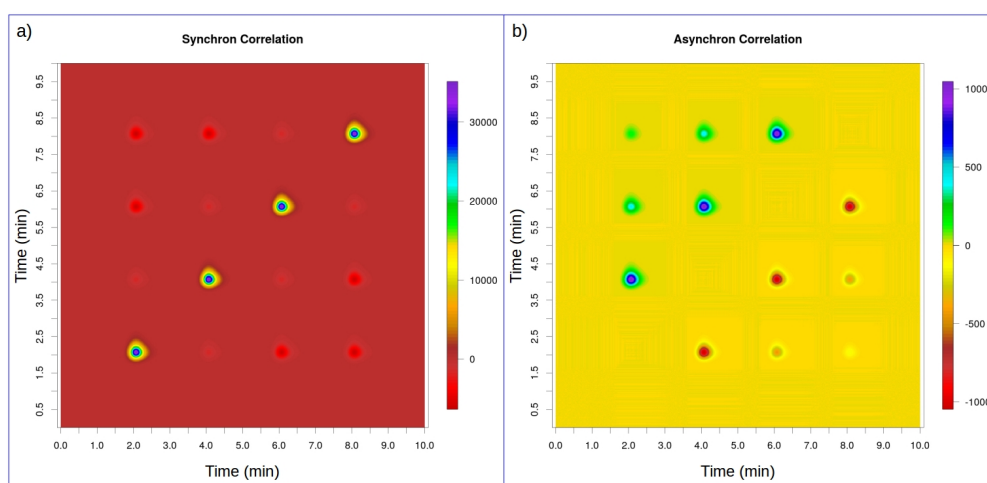 a)
Synchron Correlation
Time (min)
9.5
8.5
7.5
6.5
5.5
4.5
3.5
2.5
1.5
0.5
0.0 1.0 2.0 3.0 4.0 5.0 6.0 7.0 8.0 9.0 10.0
Time (min)
30000
20000
10000
0
b)
Asynchron Correlation
Time (min)
9.5
8.5
7.5
6.5
5.5
4.5
3.5
2.5
1.5
0.5
0.0 1.0 2.0 3.0 4.0 5.0 6.0 7.0 8.0 9.0 10.0
Time (min)
1000
500
0
-500
-1000